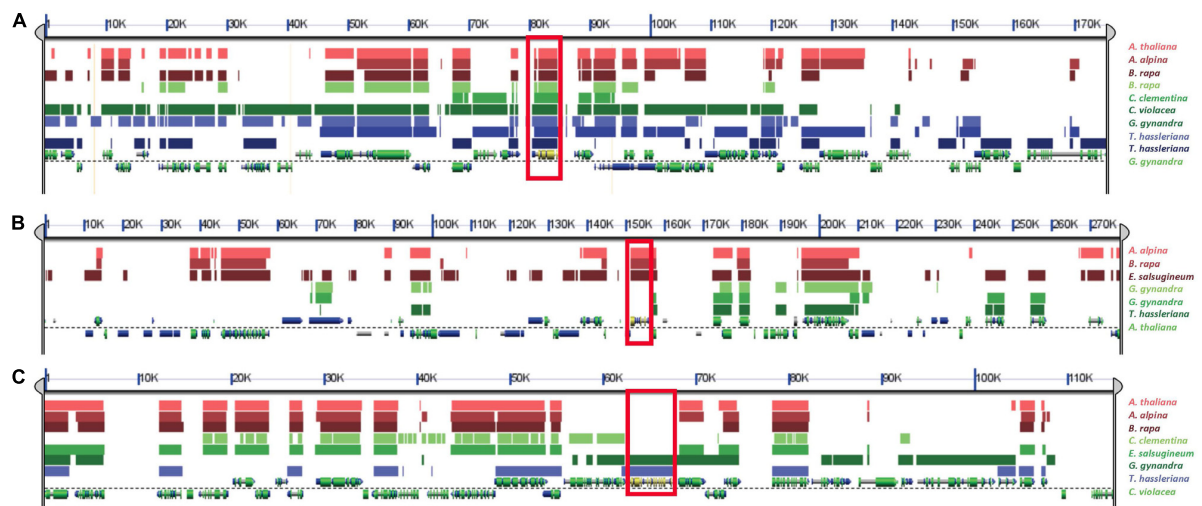 A
1 10K 20K 30K 40K 50K 60K 70K 80K 90K 100K 110K 120K 130K 140K 150K 160K 170K
A. thaliana
A. alpina
B. rapa
B. rapa
C. clementina
C. violacea
G. gynandra
T. hassleriana
T. hassleriana
G. gynandra
B
1 10K 20K 30K 40K 50K 60K 70K 80K 90K 100K 110K 120K 130K 140K 150K 160K 170K 180K 190K 200K 210K 220K 230K 240K 250K 260K 270K
A. alpina
B. rapa
E. salsugineum
G. gynandra
G. gynandra
T. hassleriana
A. thaliana
C
1 10K 20K 30K 40K 50K 60K 70K 80K 90K 100K 110K
A. thaliana
A. alpina
B. rapa
C. clementina
E. salsugineum
G. gynandra
T. hassleriana
C. violacea